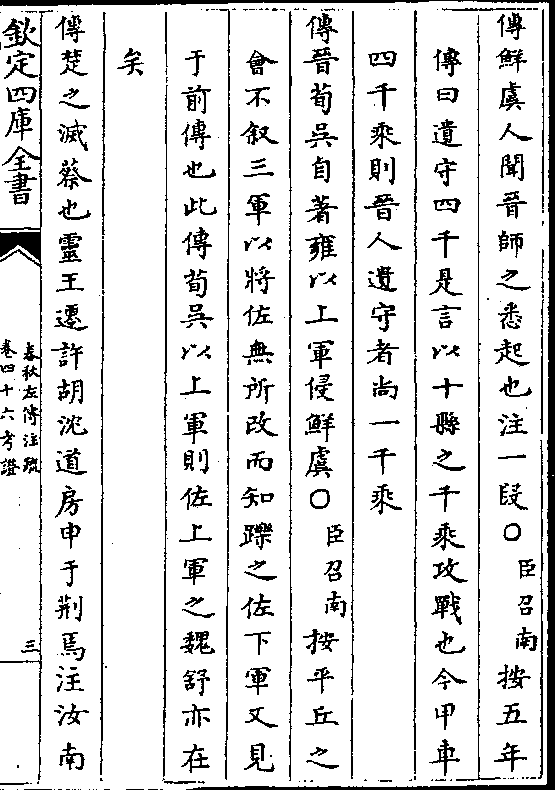 傳鮮虞人聞晉師之悉起也注一段〇臣召南按五年
傳曰遺守四千是言以十縣之千乘攻戰也今甲車
四千乘則晉人遺守者尚一千乘
傳晉荀吳自著雍以上軍侵鮮虞〇臣召南按平丘之
會不叙三軍以將佐無所改而知躒之佐下軍又見
于前傳也此傳荀吳以上軍則佐上軍之魏舒亦在
矣
傳楚之滅蔡也靈王遷許胡沈道房申于荆焉注汝南
欽定四庫全書
春秋左傳注疏
卷四十六考證
三